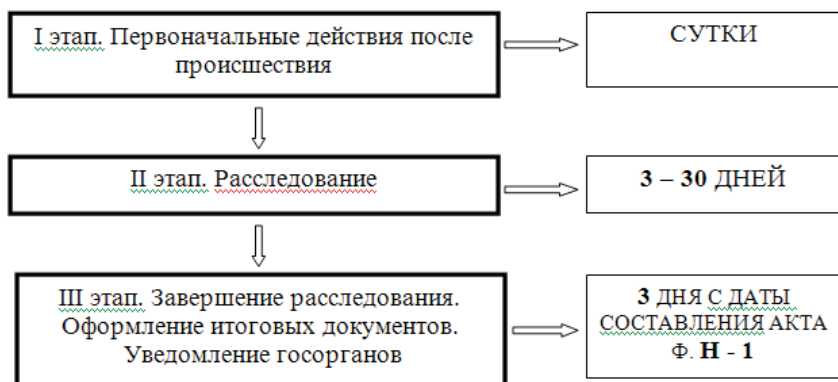 I этап. Первоначальные действия после
происшествия
СУТКИ
II этап. Расследование
3 – 30 ДНЕЙ
III этап. Завершение расследования.
Оформление итоговых документов.
Уведомление госорганов
3 ДНЯ С ДАТЫ
СОСТАВЛЕНИЯ АКТА
Ф. Н - 1